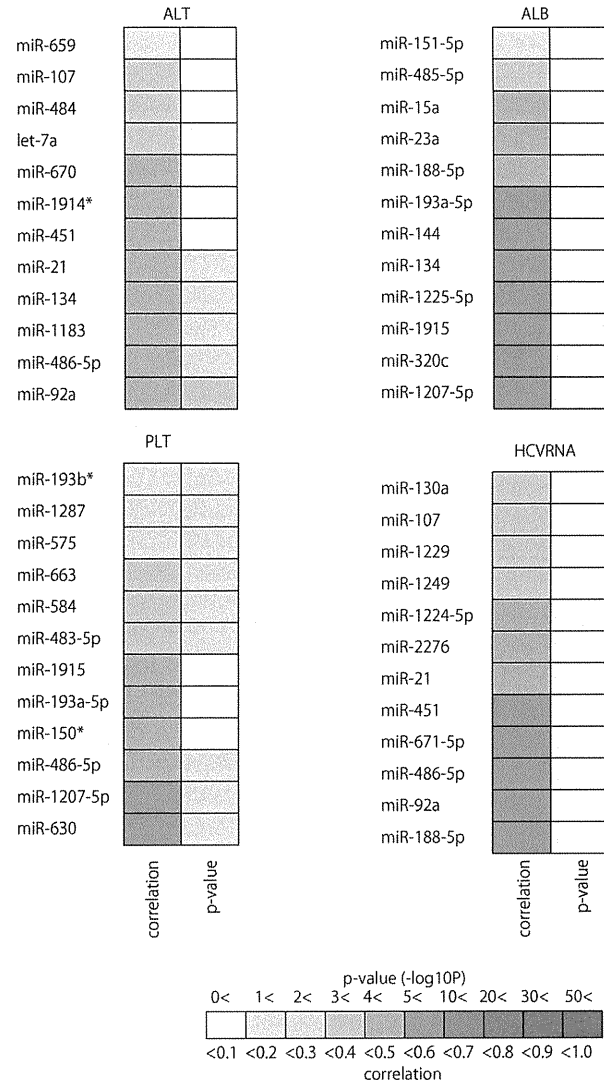 ALT
miR-659
miR-107
miR-484
let-7a
miR-670
miR-1914*
miR-451
miR-21
miR-134
miR-1183
miR-486-5p
miR-92a
ALB
miR-151-5p
miR-485-5p
miR-15a
miR-23a
miR-188-5p
miR-193a-5p
miR-144
miR-134
miR-1225-5p
miR-1915
miR-320c
miR-1207-5p
PLT
miR-193b*
miR-1287
miR-575
miR-663
miR-584
miR-483-5p
miR-1915
miR-193a-5p
miR-150*
miR-486-5p
miR-1207-5p
miR-630
correlation
p-value
HCVRNA
miR-130a
miR-107
miR-1229
miR-1249
miR-1224-5p
miR-2276
miR-21
miR-451
miR-671-5p
miR-486-5p
miR-92a
miR-188-5p
correlation
p-value
p-value (-log10P)
0< 1< 2< 3< 4< 5< 10< 20< 30< 50<
<0.1 <0.2 <0.3 <0.4 <0.5 <0.6 <0.7 <0.8 <0.9 <1.0
correlation